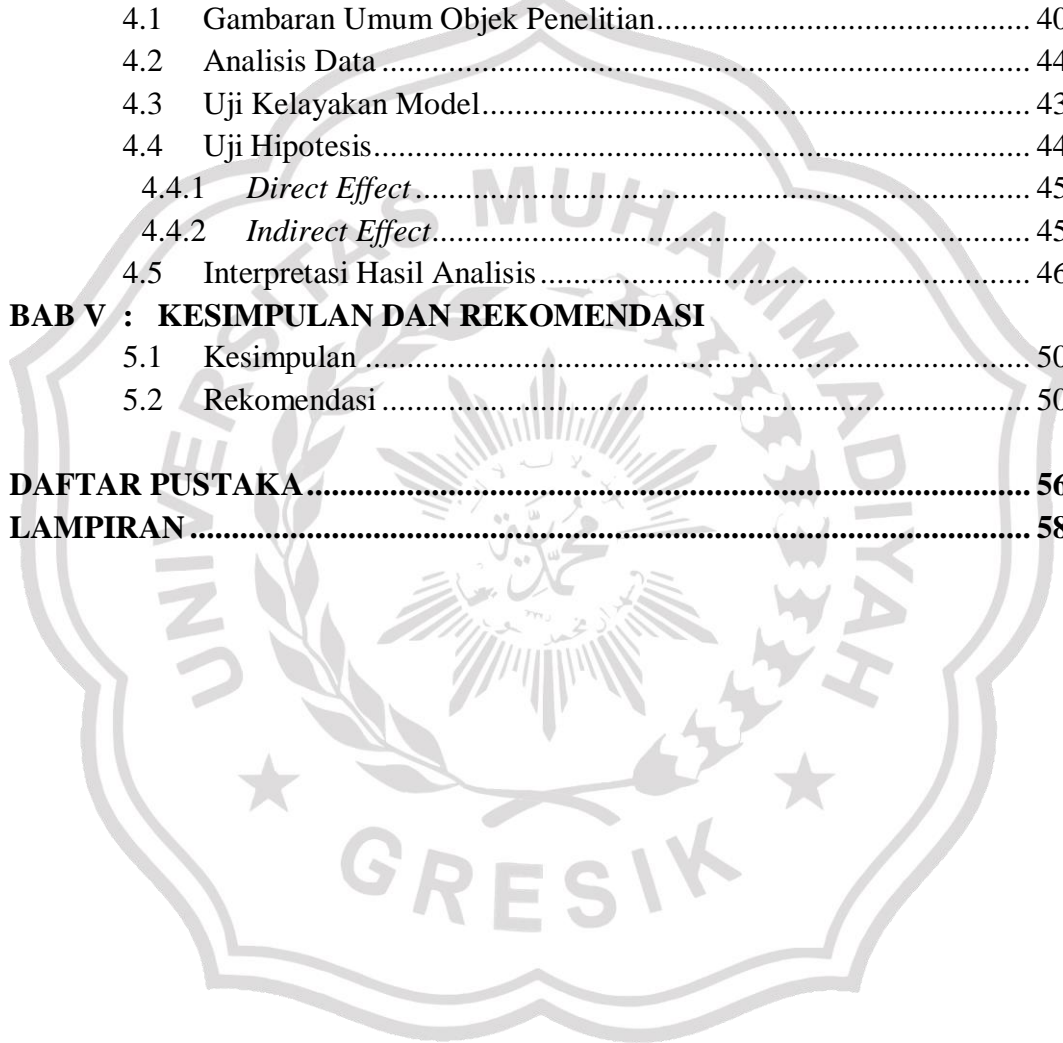 4.1 Gambaran Umum Objek Penelitian.......................................................... 40
4.2 Analisis Data ............................................................................................. 44
4.3 Uji Kelayakan Model................................................................................ 43
4.4 Uji Hipotesis.............................................................................................. 44
4.4.1 Direct Effect ........................................................................................ 45
4.4.2 Indirect Effect...................................................................................... 45
4.5 Interpretasi Hasil Analisis ........................................................................ 46
BAB V : KESIMPULAN DAN REKOMENDASI
5.1 Kesimpulan ............................................................................................... 50
5.2 Rekomendasi ............................................................................................. 50
DAFTAR PUSTAKA....................................................................................... 56
LAMPIRAN ..................................................................................................... 58
UNIVERSITAS MUHAMMADIYAH
GRESIK